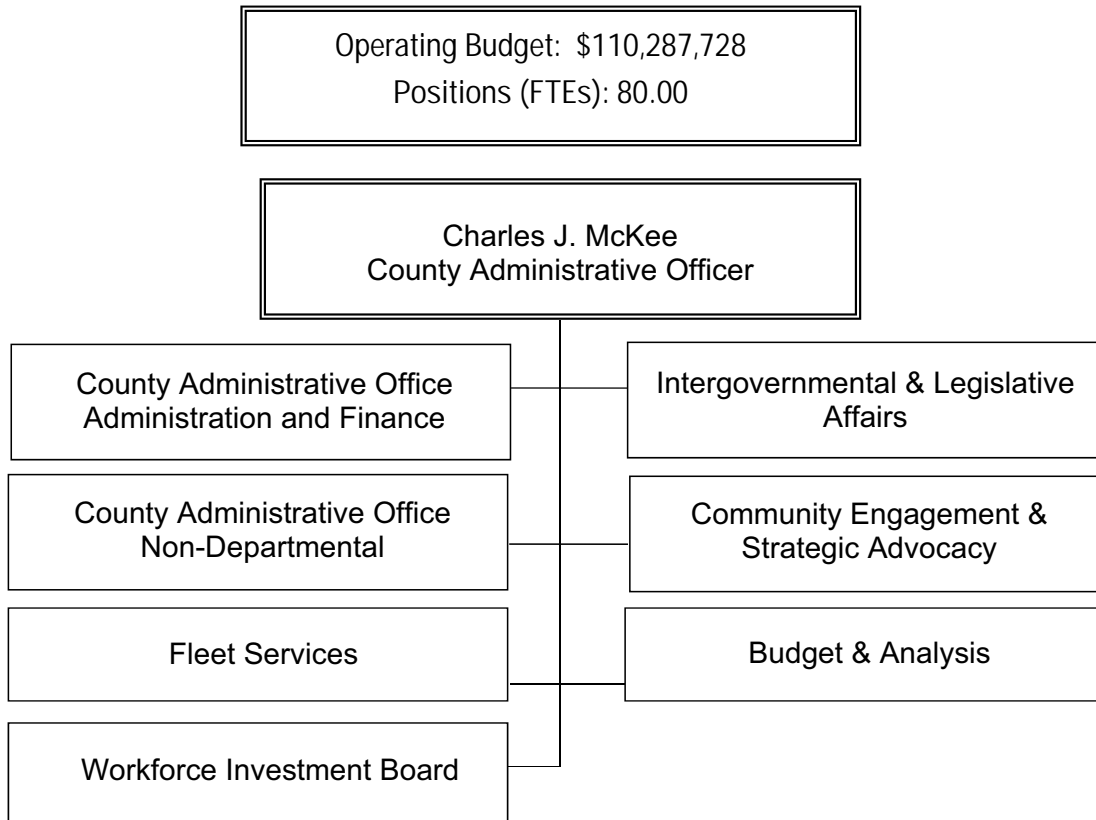 Operating Budget: $110,287,728
Positions (FTEs): 80.00
Charles J. McKee
County Administrative Officer
County Administrative Office
Administration and Finance
Intergovernmental & Legislative
Affairs
County Administrative Office
Non-Departmental
Community Engagement &
Strategic Advocacy
Fleet Services
Budget & Analysis
Workforce Investment Board